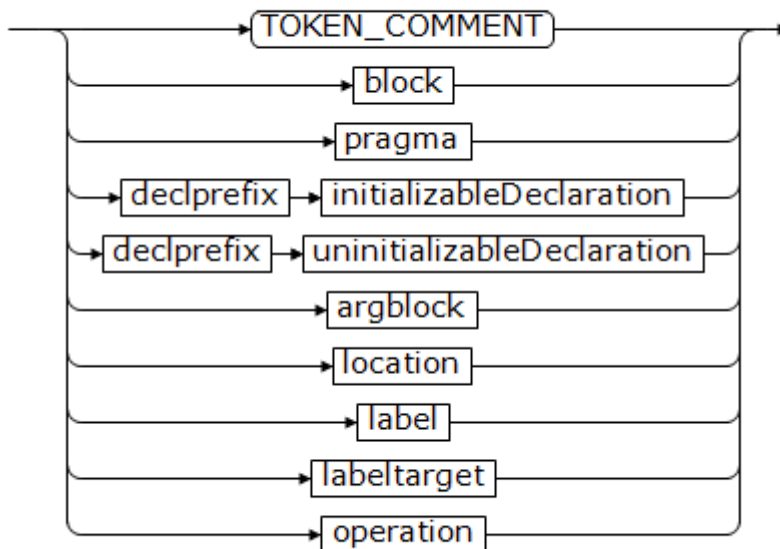 TOKEN_COMMENT
block
pragma
declprefix initializableDeclaration
declprefix uninitializableDeclaration
argblock
location
label
labeltarget
operation